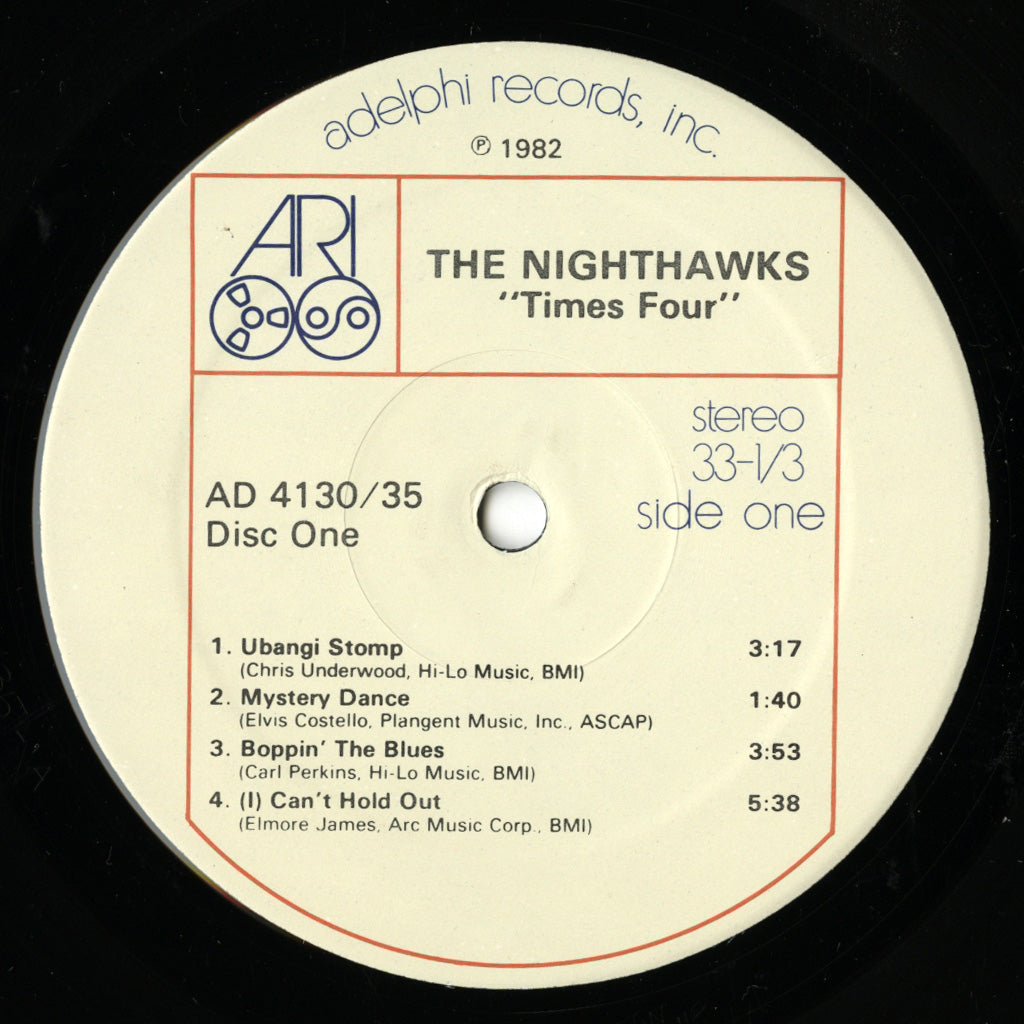 adelphi records, inc.
℗ 1982
ARI
THE NIGHTHAWKS
"Times Four"
stereo
33-1/3
side one
AD 4130/35
Disc One
1. Ubangi Stomp 3:17
(Chris Underwood, Hi-Lo Music, BMI)
2. Mystery Dance 1:40
(Elvis Costello, Plangent Music, Inc., ASCAP)
3. Boppin' The Blues 3:53
(Carl Perkins, Hi-Lo Music, BMI)
4. (I) Can't Hold Out 5:38
(Elmore James, Arc Music Corp., BMI)